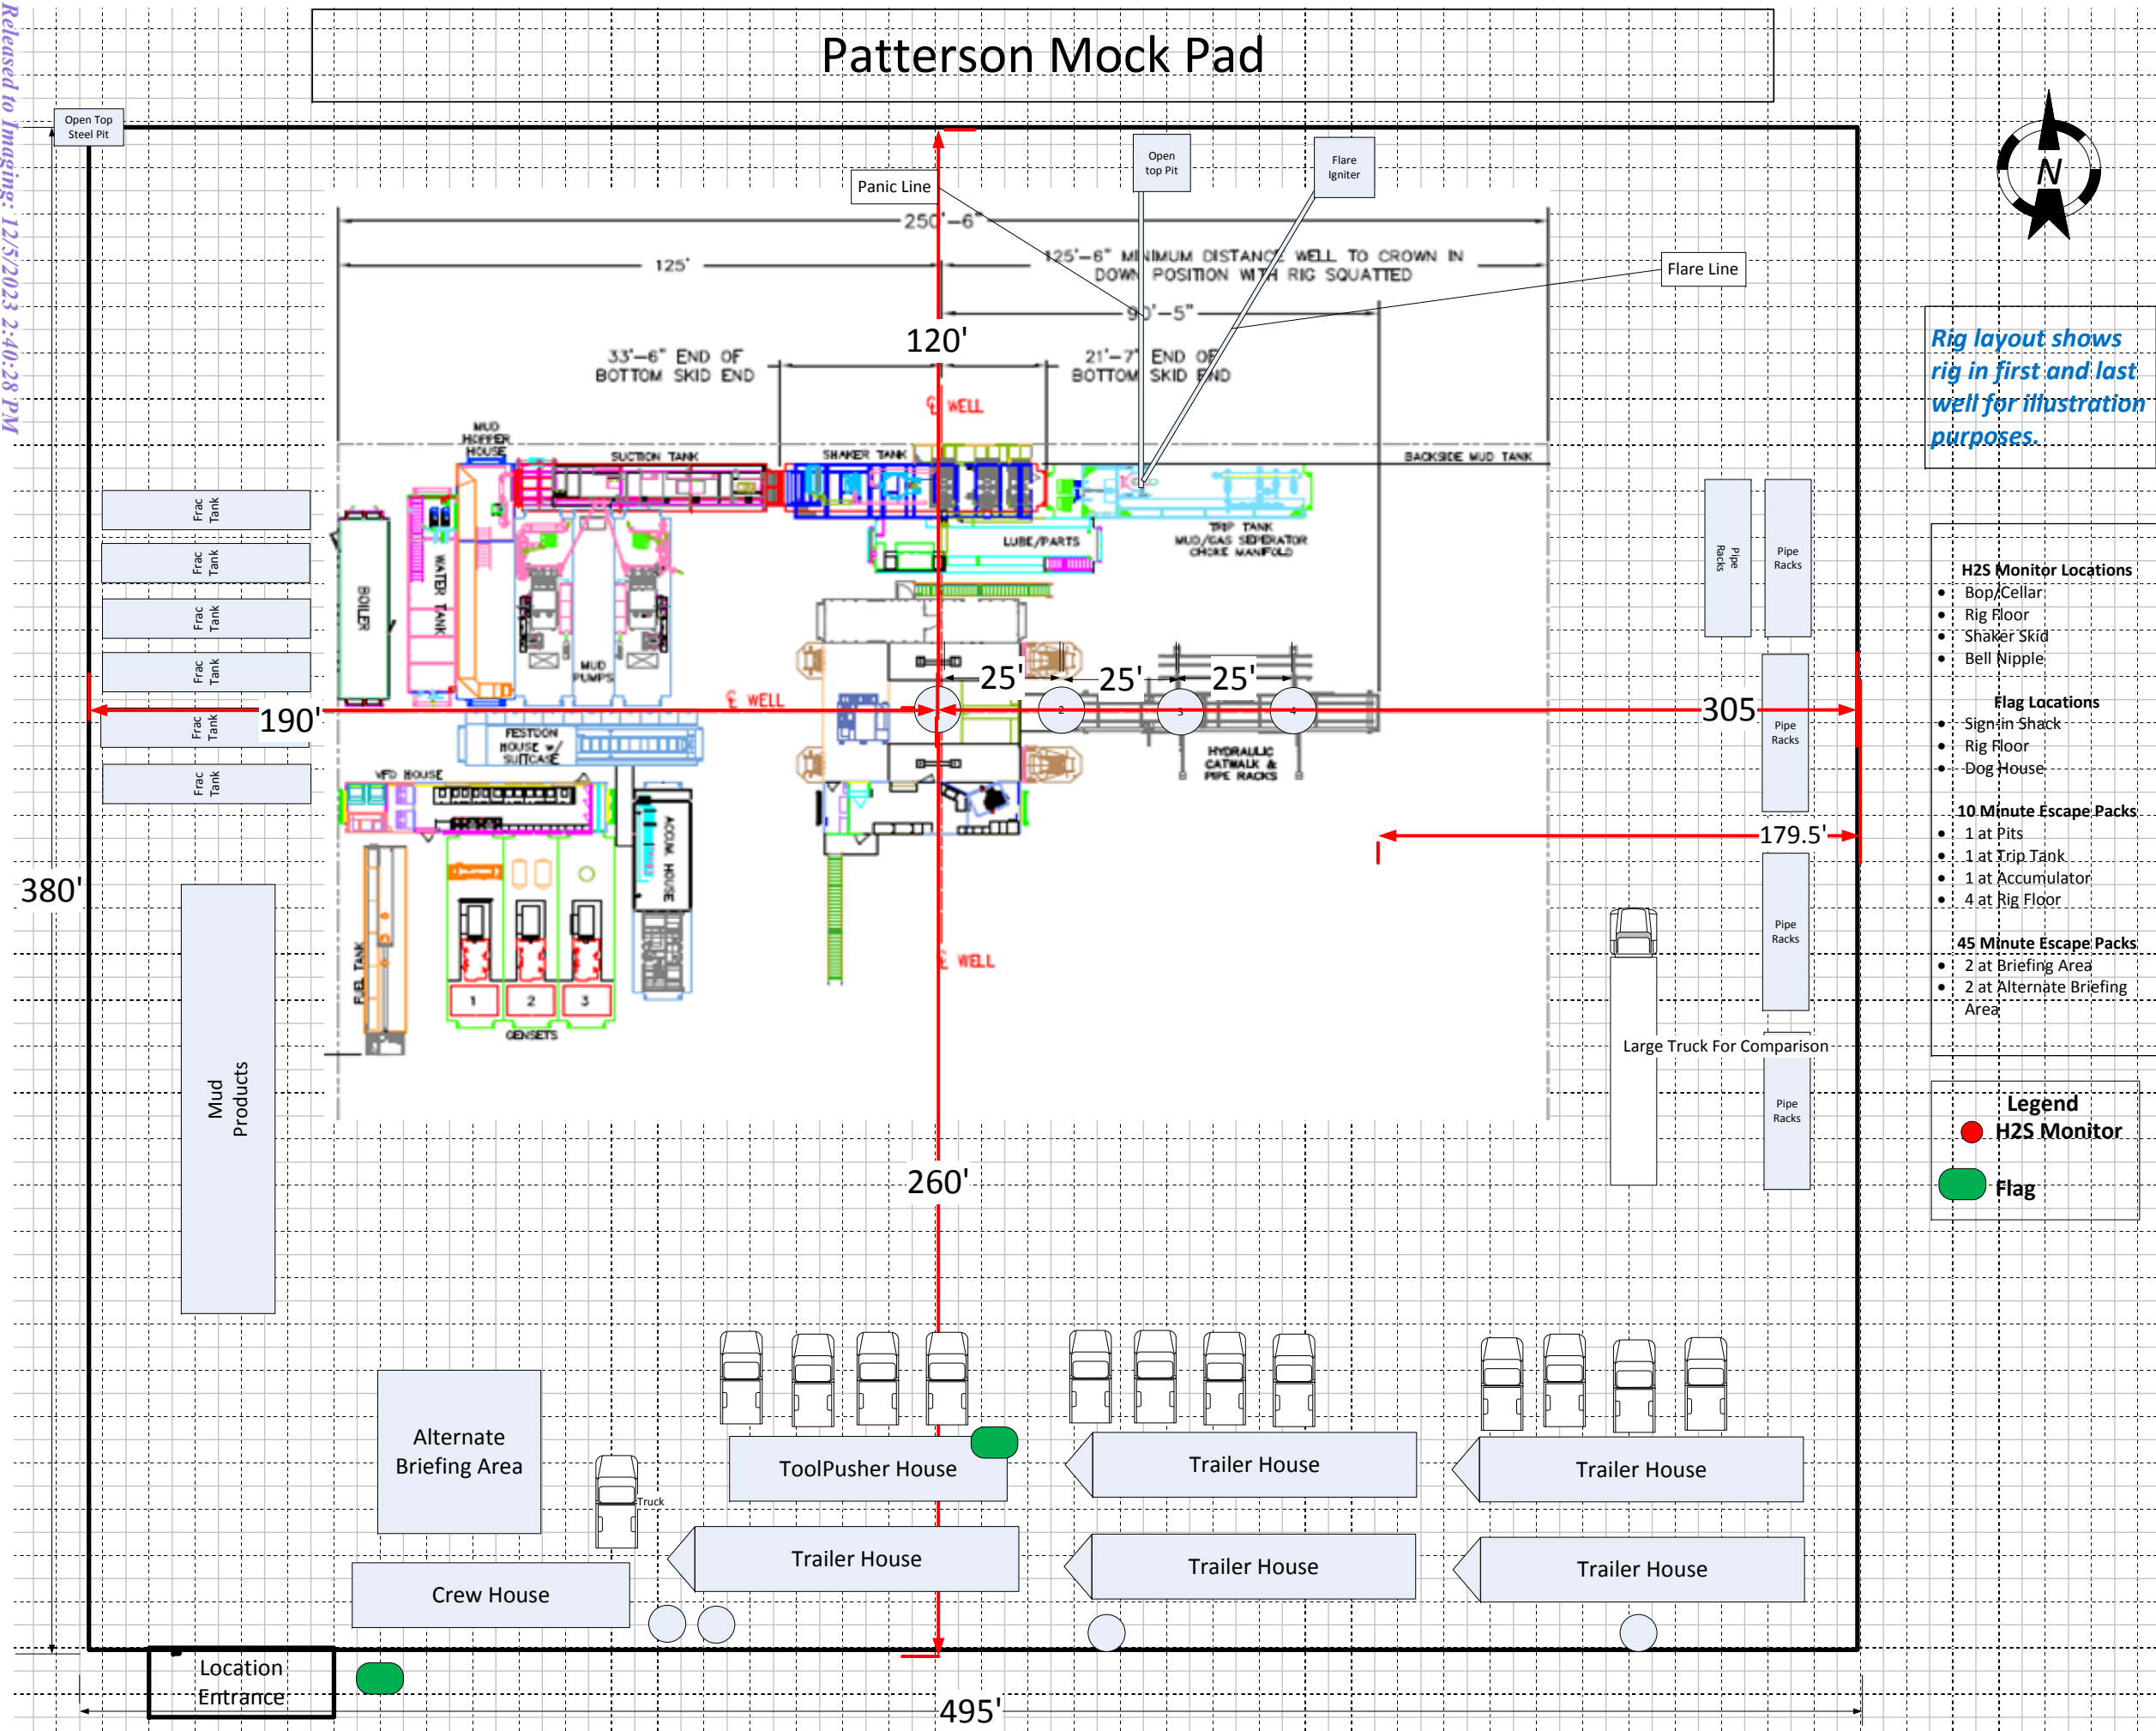 Released to Imaging: 12/5/2023 2:40:28 PM
Patterson Mock Pad
Open Top
Steel Pit
Open
top Pit
Flare
Igniter
N
Panic Line
250'-6"
125'
125'-6" MINIMUM DISTANCE WELL TO CROWN IN
DOWN POSITION WITH RIG SQUATTED
Flare Line
90'-5"
120'
33'-6" END OF
BOTTOM SKID END
21'-7" END OF
BOTTOM SKID END
℄ WELL
Rig layout shows
rig in first and last
well for illustration
purposes.
MUD
HOPPER
HOUSE
SUCTION TANK
SHAKER TANK
BACKSIDE MUD TANK
Frac
Tank
Frac
Tank
Frac
Tank
Frac
Tank
Frac
Tank
Frac
Tank
BOILER
WATER TANK
MUD
PUMPS
LUBE/PARTS
TRIP TANK
MUD/GAS SEPERATOR
CHOKE MANIFOLD
Pipe
Racks
Pipe
Racks
Pipe
Racks
Pipe
Racks
Pipe
Racks
H2S Monitor Locations
• Bop/Cellar
• Rig Floor
• Shaker Skid
• Bell Nipple
Flag Locations
• Sign-in Shack
• Rig Floor
• Dog House
10 Minute Escape Packs
• 1 at Pits
• 1 at Trip Tank
• 1 at Accumulator
• 4 at Rig Floor
45 Minute Escape Packs
• 2 at Briefing Area
• 2 at Alternate Briefing
Area
25'
25'
25'
℄ WELL
2
3
4
190'
305
FESTOON
HOUSE w/
SUITCASE
HYDRAULIC
CATWALK &
PIPE RACKS
VFD HOUSE
ACCUM. HOUSE
179.5'
380'
FUEL TANK
1
2
3
GENSETS
℄ WELL
Large Truck For Comparison
Mud
Products
Legend
H2S Monitor
Flag
260'
Alternate
Briefing Area
Truck
ToolPusher House
Trailer House
Trailer House
Trailer House
Trailer House
Trailer House
Crew House
Location
Entrance
495'